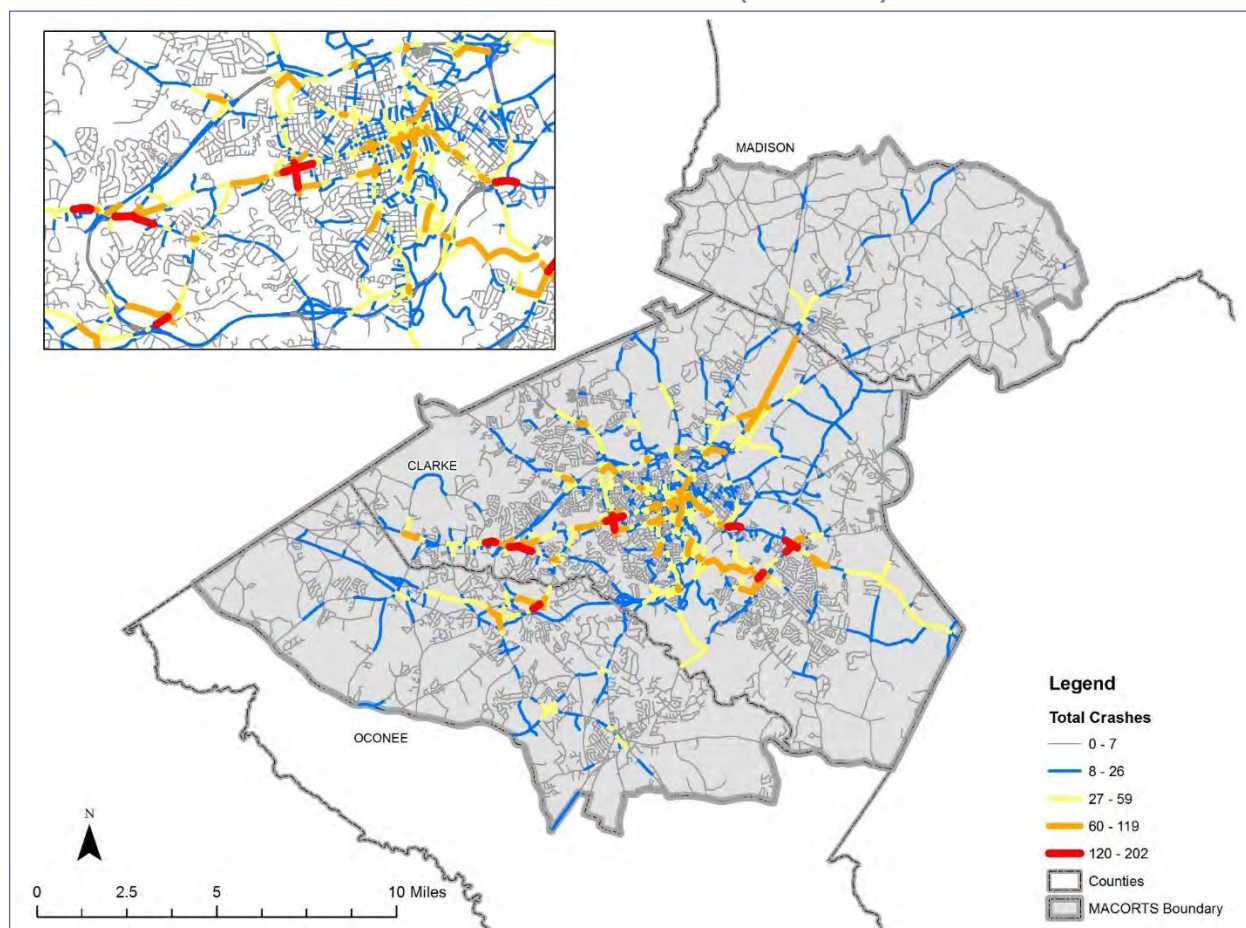 MADISON
CLARKE
OCONEE
N
0 2.5 5 10 Miles
Legend
Total Crashes
0 - 7
8 - 26
27 - 59
60 - 119
120 - 202
Counties
MACORTS Boundary